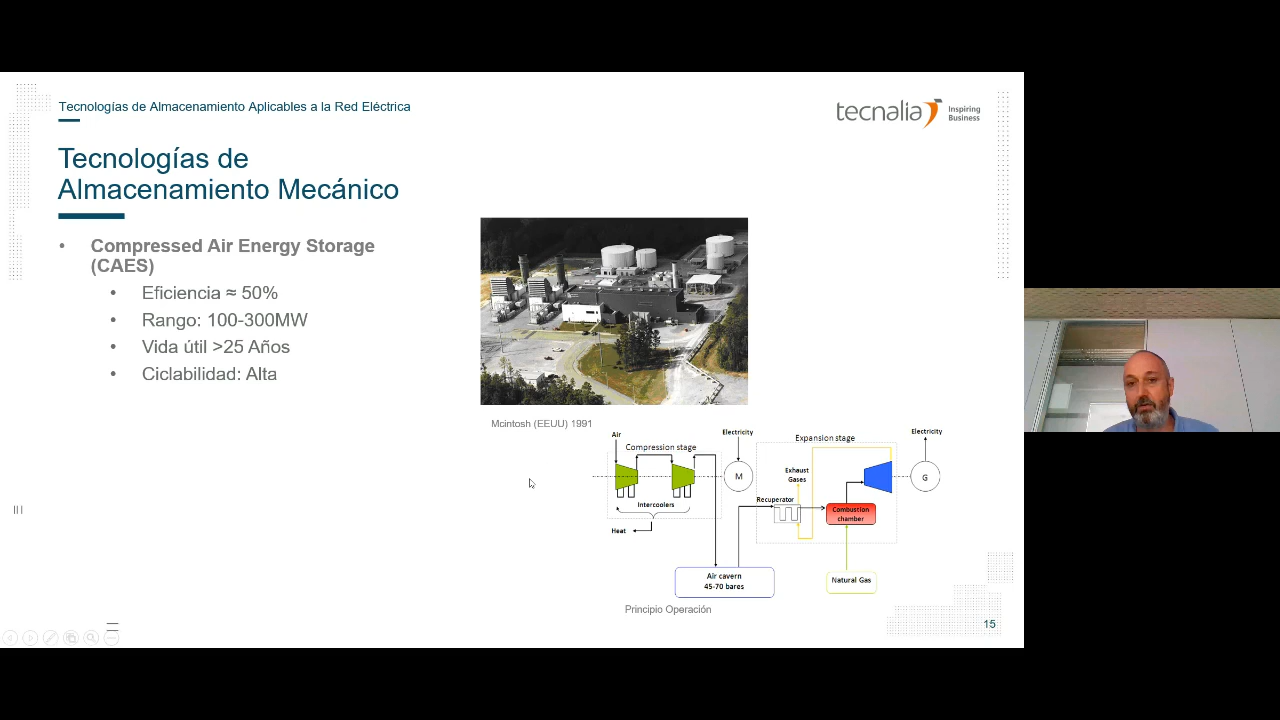 Tecnologías de Almacenamiento Aplicables a la Red Eléctrica
tecnalia
Inspiring
Business
Tecnologías de
Almacenamiento Mecánico
• Compressed Air Energy Storage
(CAES)
• Eficiencia ≈ 50%
• Rango: 100-300MW
• Vida útil >25 Años
• Ciclabilidad: Alta
Mcintosh (EEUU) 1991
Air
Compression stage
Electricity
Expansion stage
Electricity
M
Exhaust
Gases
G
Intercoolers
Recuperator
Combustion
chamber
Heat
Air cavern
45-70 bares
Natural Gas
Principio Operación
15